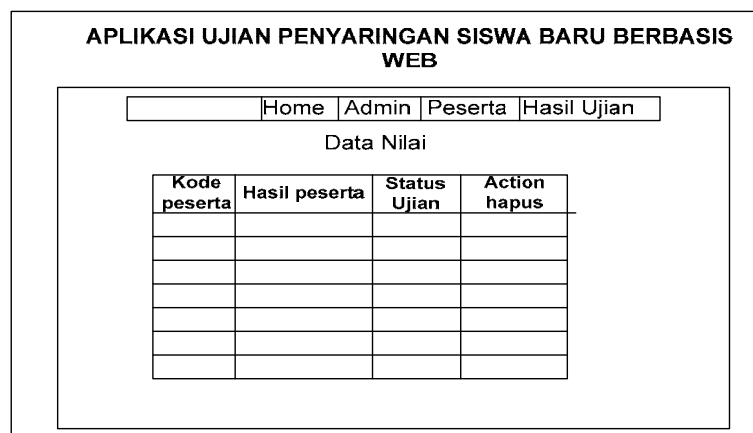 APLIKASI UJIAN PENYARINGAN SISWA BARU BERBASIS
WEB
Home Admin Peserta Hasil Ujian
Data Nilai
Kode peserta Hasil peserta Status Ujian Action hapus